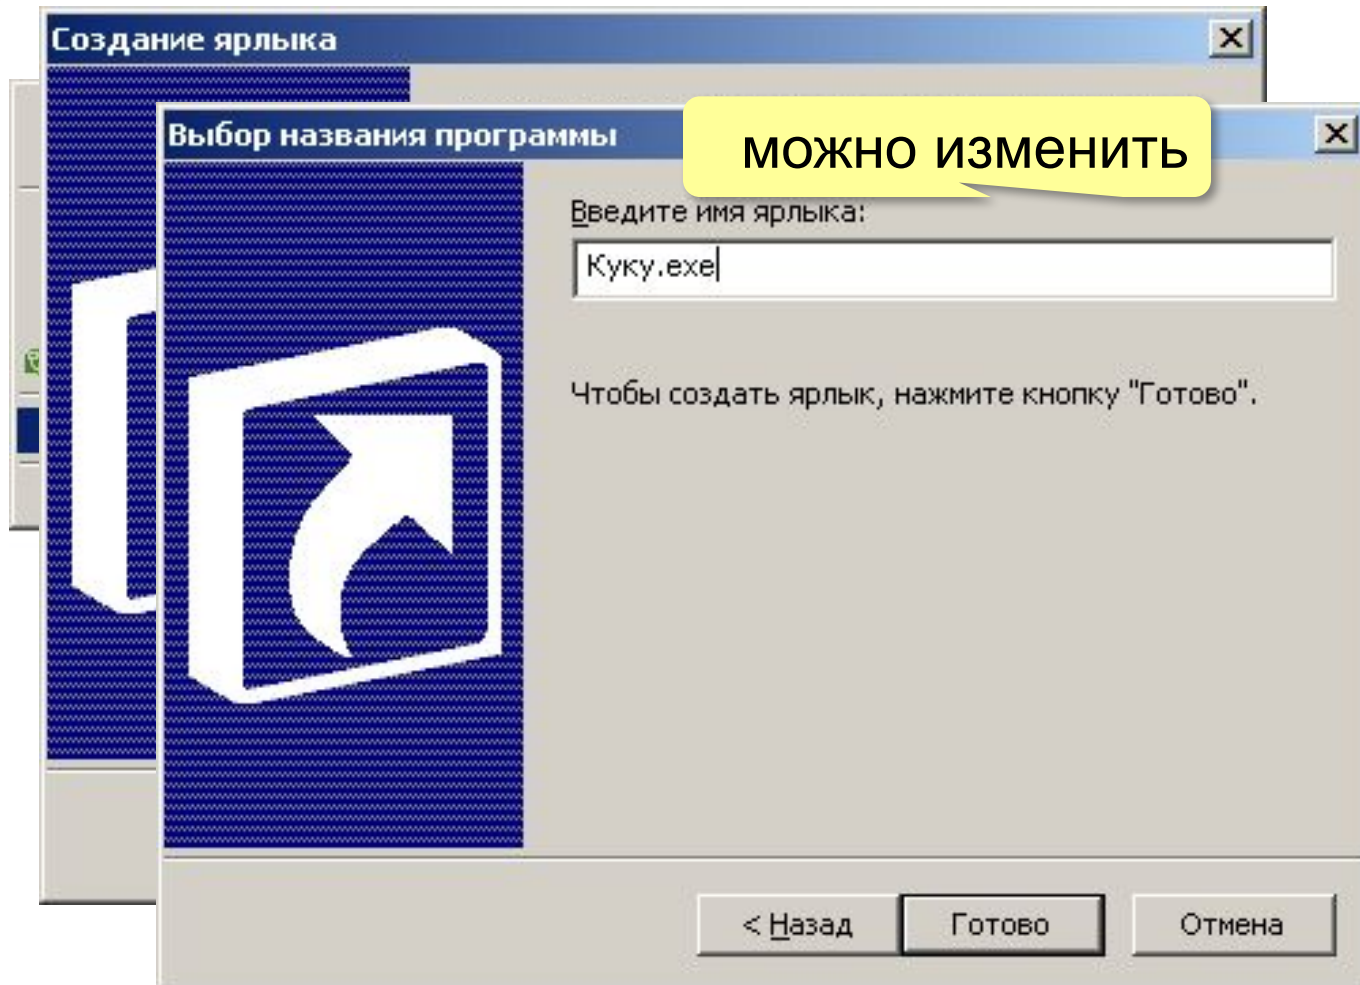 Создание ярлыка
Выбор названия программы
можно изменить
Введите имя ярлыка:
Куку.exe
Чтобы создать ярлык, нажмите кнопку "Готово".
< Назад
Готово
Отмена